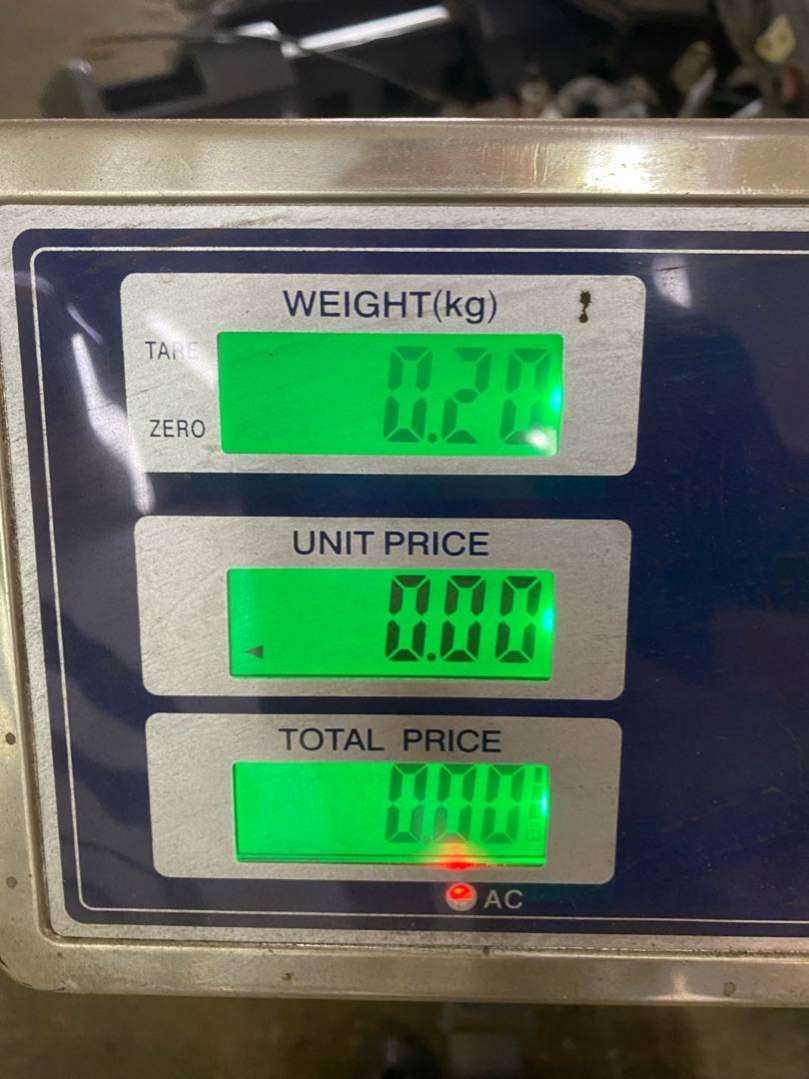 WEIGHT(kg)
TARE
0.20
ZERO
UNIT PRICE
0.00
TOTAL PRICE
0.00
AC